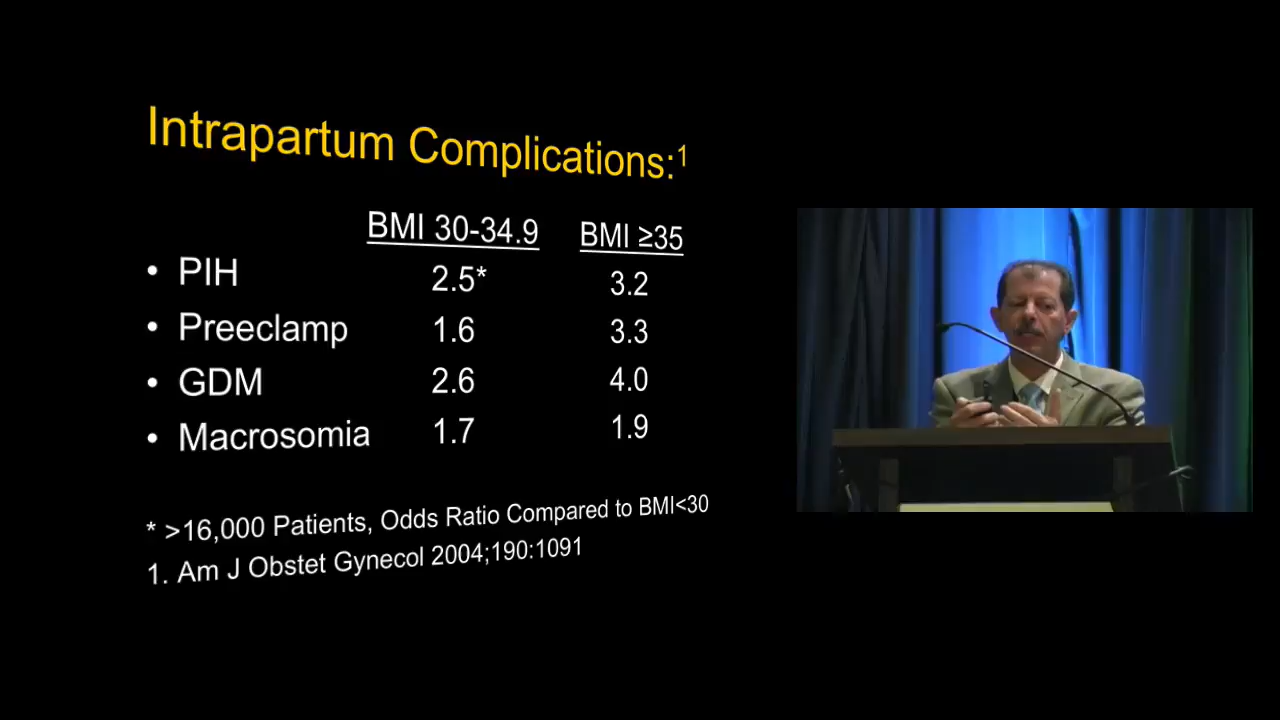 Intrapartum Complications:1
BMI 30-34.9 BMI ≥35
• PIH 2.5* 3.2
• Preeclamp 1.6 3.3
• GDM 2.6 4.0
• Macrosomia 1.7 1.9
* >16,000 Patients, Odds Ratio Compared to BMI<30
1. Am J Obstet Gynecol 2004;190:1091